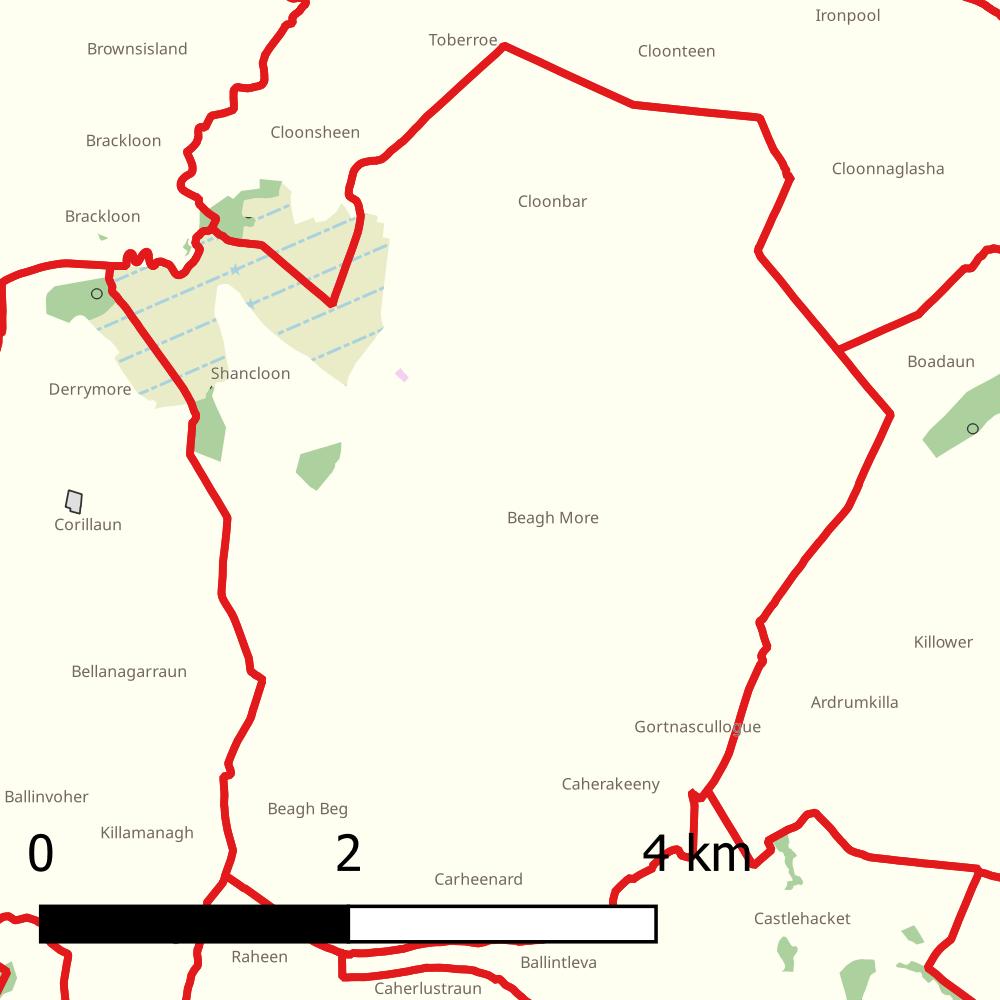 Ironpool
Toberroe
Brownsisland
Cloonteen
Cloonsheen
Brackloon
Cloonnaglasha
Cloonbar
Brackloon
Boadaun
Shancloon
Derrymore
Beagh More
Corillaun
Killower
Bellanagarraun
Ardrumkilla
Gortnascullogue
Caherakeeny
Ballinvoher
Beagh Beg
Killamanagh
0 2 4 km
Carheenard
Castlehacket
Raheen
Ballintleva
Caherlustraun